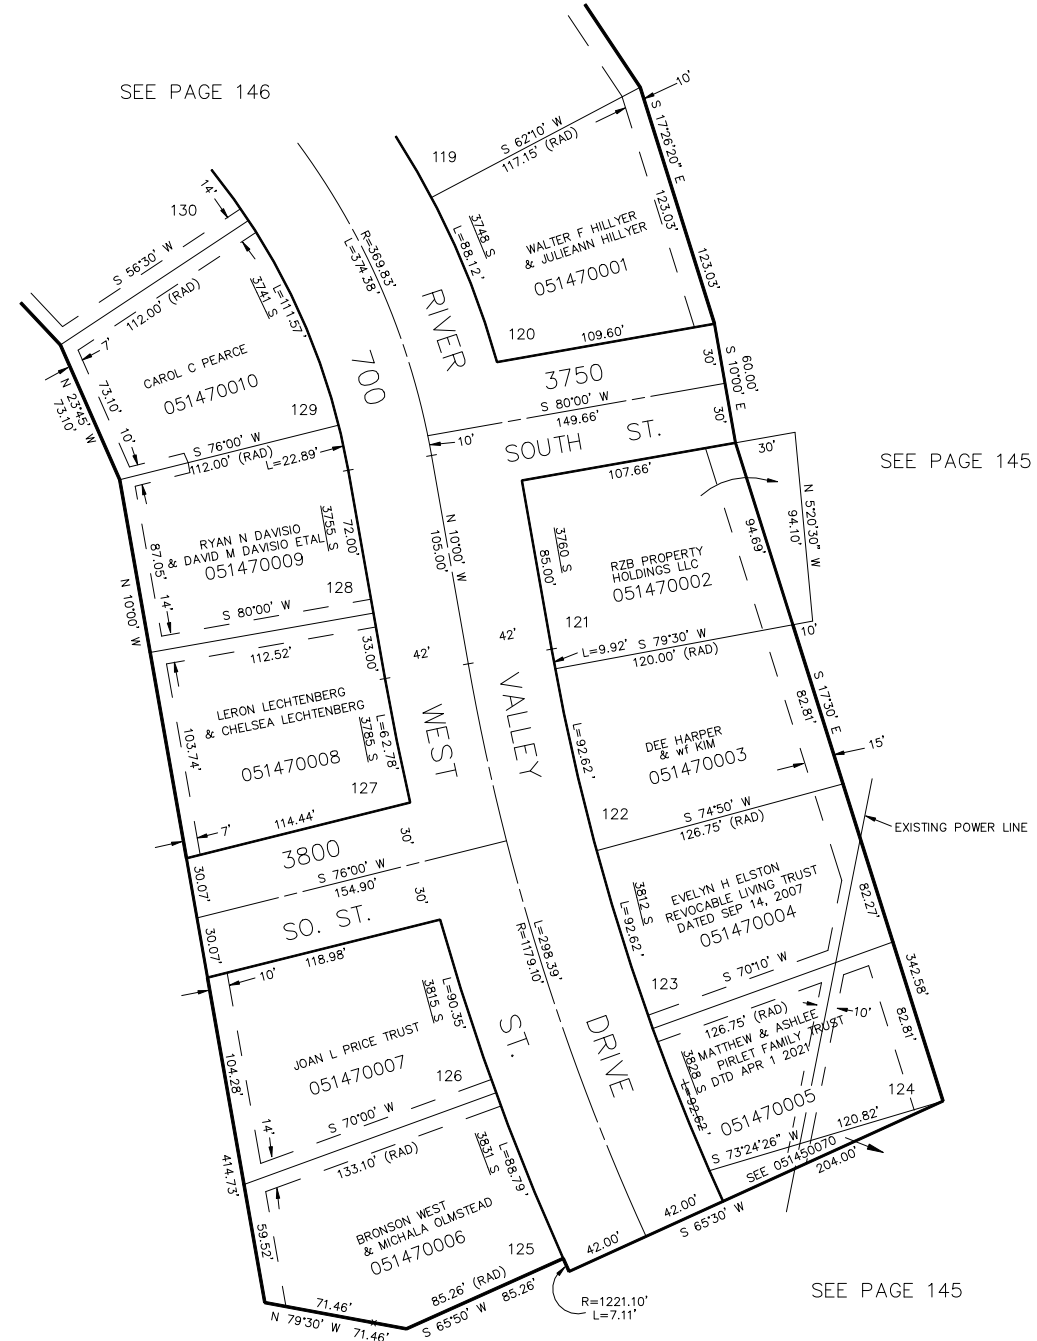 SEE PAGE 146
119
S 62°10' W
117.15' (RAD)
10'
S 17°26'20" E
123.03'
123.03'
WALTER F HILLYER
& JULIEANN HILLYER
051470001
3748 S
L=88.12'
120
109.60'
14'
130
S 56°30' W
112.00' (RAD)
3741 S
L=111.57'
7'
CAROL C PEARCE
051470010
N 23°45' W
73.10'
73.10'
10'
129
S 76°00' W
112.00' (RAD)
L=22.89'
R=369.83'
L=374.38'
RIVER
700
3750
S 80°00' W
149.66'
SOUTH ST.
30'
30'
60.00'
S 10°00' E
10'
107.66'
30'
SEE PAGE 145
N 5°20'30" W
94.10'
94.69'
RYAN N DAVISIO
& DAVID M DAVISIO ETAL
051470009
3755 S
72.00'
87.05'
14'
N 10°00' W
128
S 80°00' W
N 10°00' W
105.00'
3760 S
85.00'
RZB PROPERTY
HOLDINGS LLC
051470002
121
L=9.92'
S 79°30' W
120.00' (RAD)
10'
42'
42'
112.52'
33.00'
LERON LECHTENBERG
& CHELSEA LECHTENBERG
051470008
3785 S
L=62.78'
103.74'
127
7'
114.44'
WEST
VALLEY
L=92.62'
DEE HARPER
& wf KIM
051470003
82.81'
S 17°30' E
15'
122
S 74°50' W
126.75' (RAD)
EXISTING POWER LINE
3800
S 76°00' W
154.90'
SO. ST.
30'
30'
30.07'
30.07'
10'
118.98'
EVELYN H ELSTON
REVOCABLE LIVING TRUST
DATED SEP 14, 2007
051470004
3812 S
L=92.62'
82.27'
123
S 70°10' W
126.75' (RAD)
342.58'
82.81'
L=298.39'
R=1179.10'
3815 S
L=90.35'
JOAN L PRICE TRUST
051470007
104.28'
126
S 70°00' W
14'
133.10' (RAD)
ST.
DRIVE
MATTHEW & ASHLEE
PIRLET FAMILY TRUST
DTD APR 1 2021
051470005
10'
3828 S
L=92.62'
124
120.82'
S 73°24'26" W
SEE 051450070
204.00'
414.73'
59.52'
3831 S
L=88.79'
BRONSON WEST
& MICHALA OLMSTEAD
051470006
125
85.26' (RAD)
S 65°50' W
85.26'
71.46'
N 79°30' W
71.46'
42.00'
42.00'
S 65°30' W
R=1221.10'
L=7.11'
SEE PAGE 145